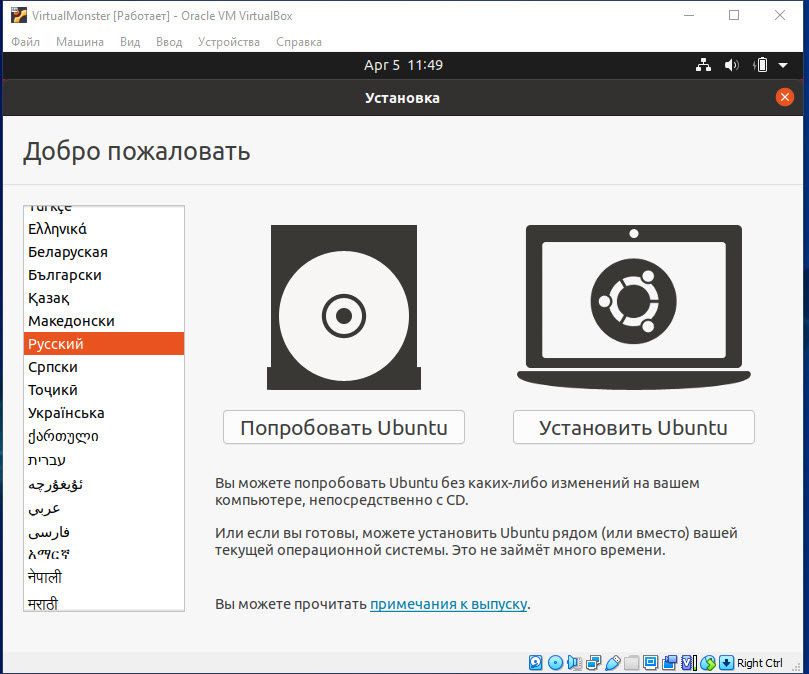 VirtualMonster [Работает] - Oracle VM VirtualBox
Файл Машина Вид Ввод Устройства Справка
Apr 5 11:49
Установка
Добро пожаловать
Türkçe
Ελληνικά
Беларуская
Български
Қазақ
Македонски
Русский
Српски
Тоҷикӣ
Українська
ქართული
עברית
ئۇيغۇرچە
عربي
فارسی
አማርኛ
नेपाली
मराठी
Попробовать Ubuntu
Установить Ubuntu
Вы можете попробовать Ubuntu без каких-либо изменений на вашем
компьютере, непосредственно с CD.
Или если вы готовы, можете установить Ubuntu рядом (или вместо) вашей
текущей операционной системы. Это не займёт много времени.
Вы можете прочитать примечания к выпуску.
Right Ctrl